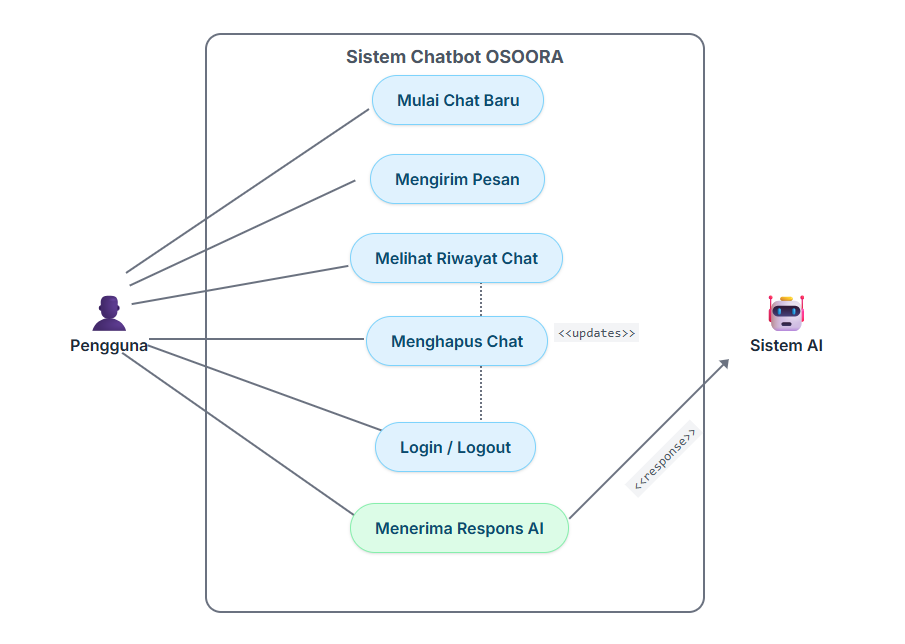 Sistem Chatbot OSOORA
Mulai Chat Baru
Mengirim Pesan
Melihat Riwayat Chat
Menghapus Chat
<<updates>>
Pengguna
Sistem AI
Login / Logout
<<response>>
Menerima Respons AI